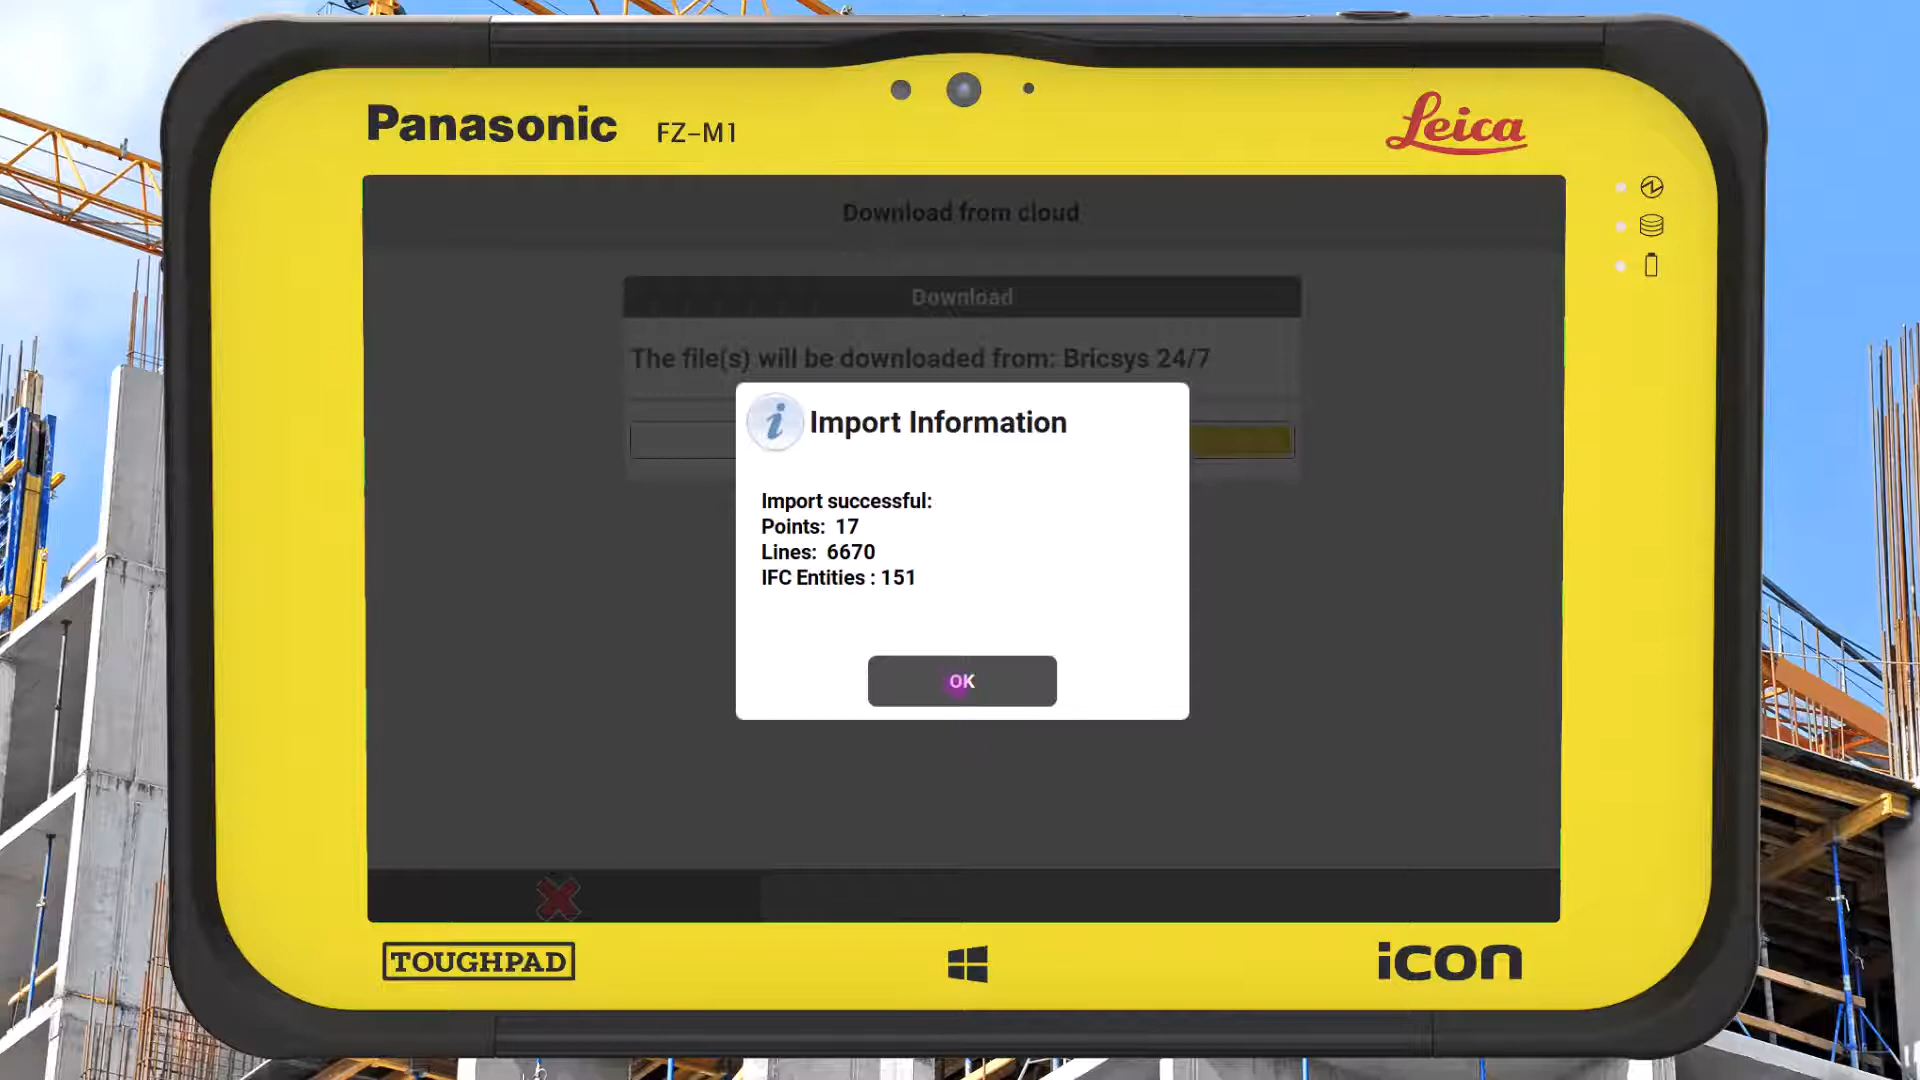 Panasonic FZ-M1
Leica
Download from cloud
Download
The file(s) will be downloaded from: Bricsys 24/7
Import Information
Import successful:
Points: 17
Lines: 6670
IFC Entities : 151
OK
TOUGHPAD
iCON